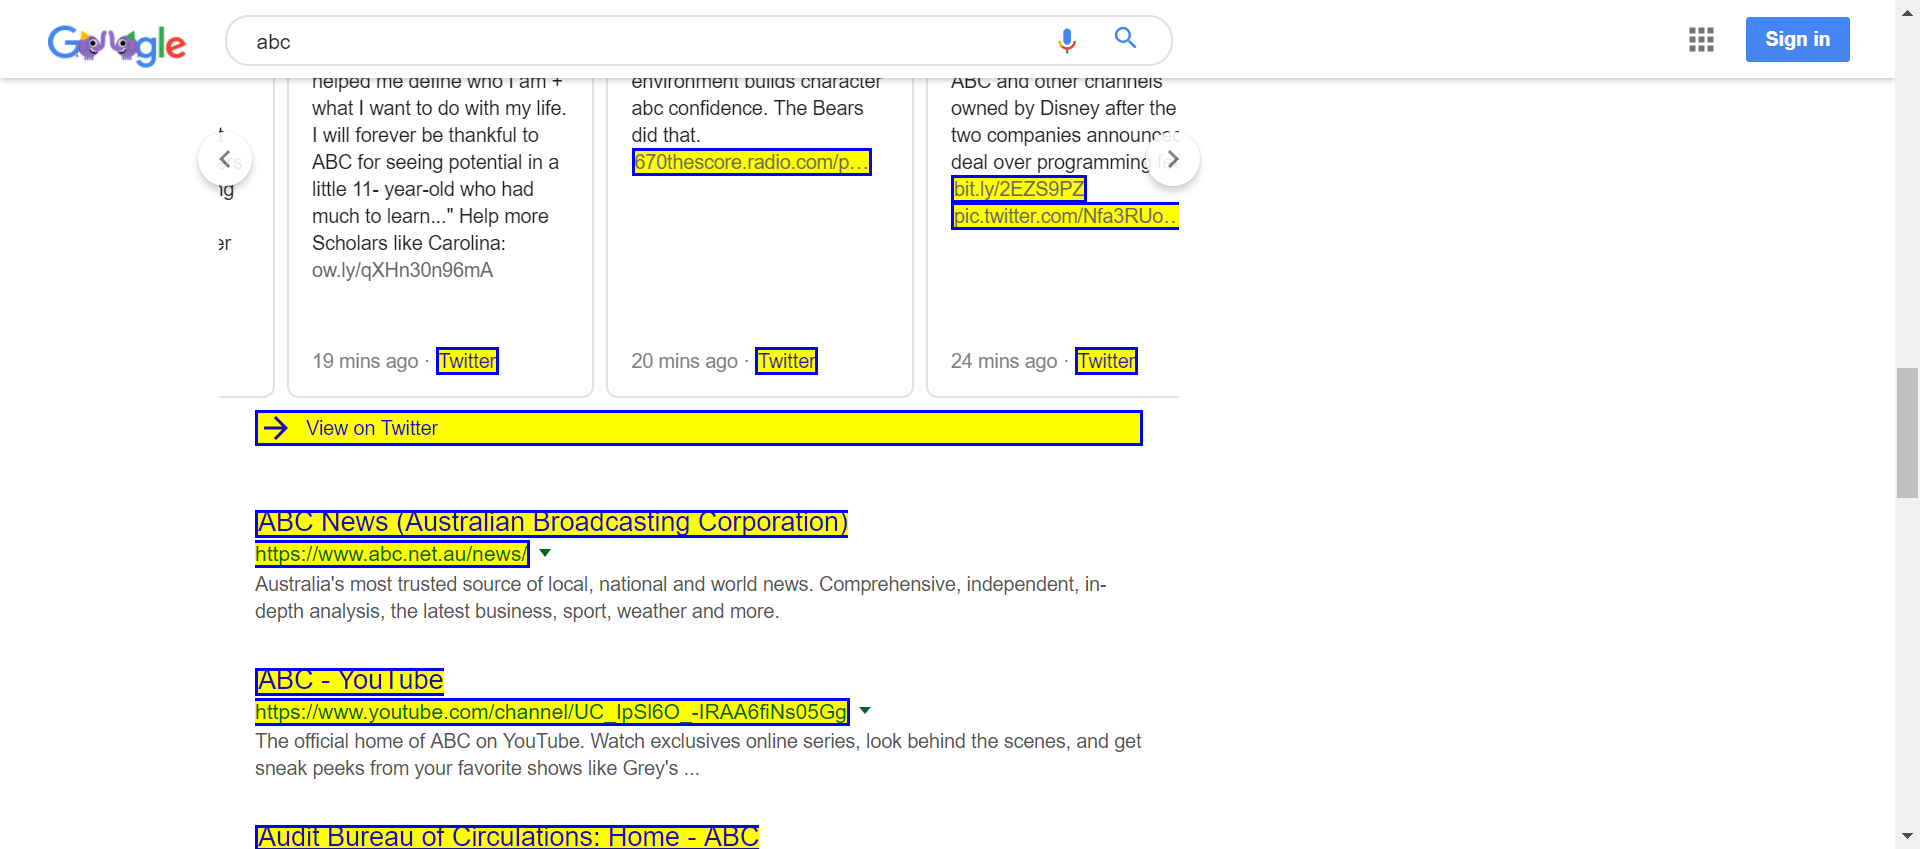 Google
abc
Sign in
helped me define who I am +
what I want to do with my life.
I will forever be thankful to
ABC for seeing potential in a
little 11- year-old who had
much to learn..." Help more
Scholars like Carolina:
ow.ly/qXHn30n96mA
19 mins ago · Twitter
environment builds character
abc confidence. The Bears
did that.
670thescore.radio.com/p…
20 mins ago · Twitter
ABC and other channels
owned by Disney after the
two companies announced
deal over programming
bit.ly/2EZS9PZ
pic.twitter.com/Nfa3RUo…
24 mins ago · Twitter
er
View on Twitter
ABC News (Australian Broadcasting Corporation)
https://www.abc.net.au/news/
Australia's most trusted source of local, national and world news. Comprehensive, independent, in-
depth analysis, the latest business, sport, weather and more.
ABC - YouTube
https://www.youtube.com/channel/UC_IpSl6O_-IRAA6fiNs05Gg
The official home of ABC on YouTube. Watch exclusives online series, look behind the scenes, and get
sneak peeks from your favorite shows like Grey's ...
Audit Bureau of Circulations: Home - ABC